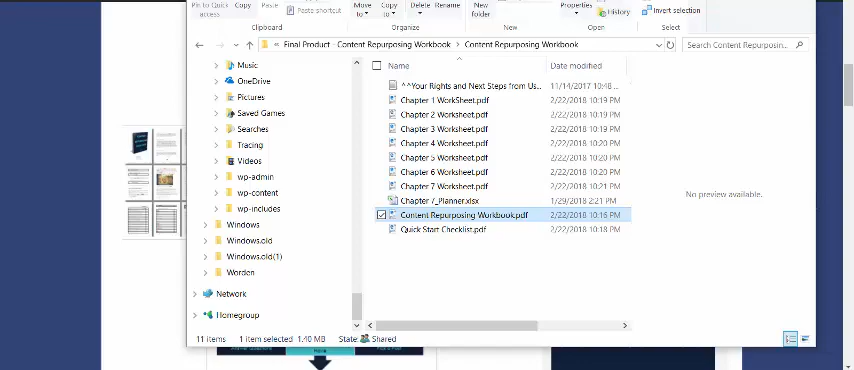 Pin to Quick access
Copy
Paste
Paste shortcut
Move to
Copy to
Delete
Rename
New folder
Properties
History
Invert selection
Clipboard
Organize
New
Open
Select
« Final Product - Content Repurposing Workbook > Content Repurposing Workbook
Search Content Repurposin...
Name
Date modified
Music
OneDrive
Pictures
Saved Games
Searches
Tracing
Videos
wp-admin
wp-content
wp-includes
Windows
Windows.old
Windows.old(1)
Worden
Network
Homegroup
^^Your Rights and Next Steps from Us... 11/14/2017 10:48 ...
Chapter 1 WorkSheet.pdf 2/22/2018 10:19 PM
Chapter 2 Worksheet.pdf 2/22/2018 10:19 PM
Chapter 3 Worksheet.pdf 2/22/2018 10:19 PM
Chapter 4 Worksheet.pdf 2/22/2018 10:20 PM
Chapter 5 Worksheet.pdf 2/22/2018 10:20 PM
Chapter 6 Worksheet.pdf 2/22/2018 10:20 PM
Chapter 7 Worksheet.pdf 2/22/2018 10:21 PM
Chapter 7_Planner.xlsx 1/29/2018 2:21 PM
Content Repurposing Workbook.pdf 2/22/2018 10:16 PM
Quick Start Checklist.pdf 2/22/2018 10:18 PM
No preview available.
11 items 1 item selected 1.40 MB State: Shared